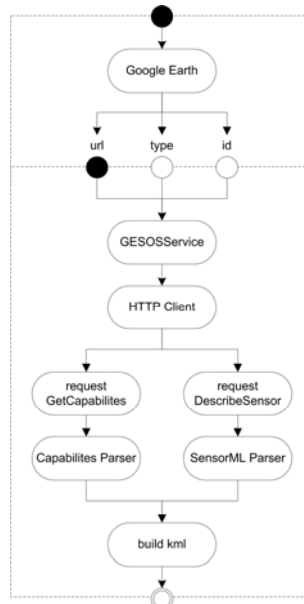 Google Earth
url type id
GESOSService
HTTP Client
request
GetCapabilites
request
DescribeSensor
Capabilites Parser
SensorML Parser
build kml